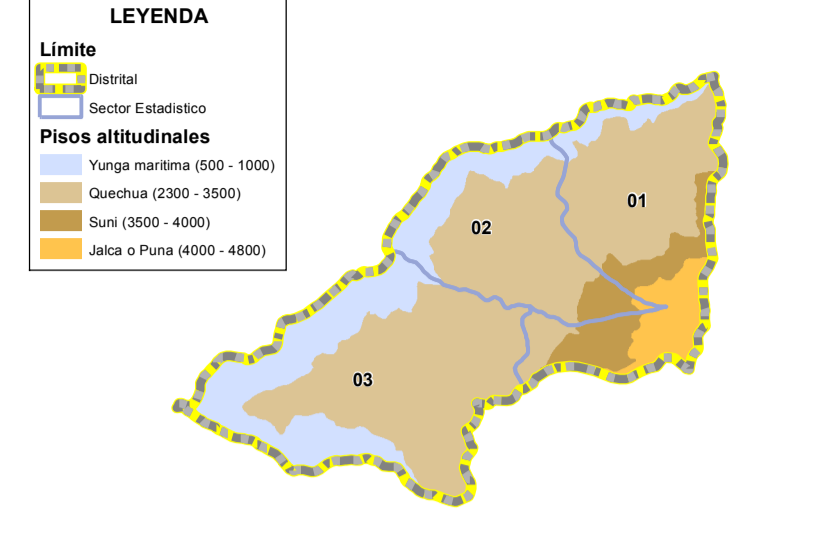 LEYENDA
Límite
Distrital
Sector Estadistico
Pisos altitudinales
Yunga maritima (500 - 1000)
Quechua (2300 - 3500)
Suni (3500 - 4000)
Jalca o Puna (4000 - 4800)
01
02
03